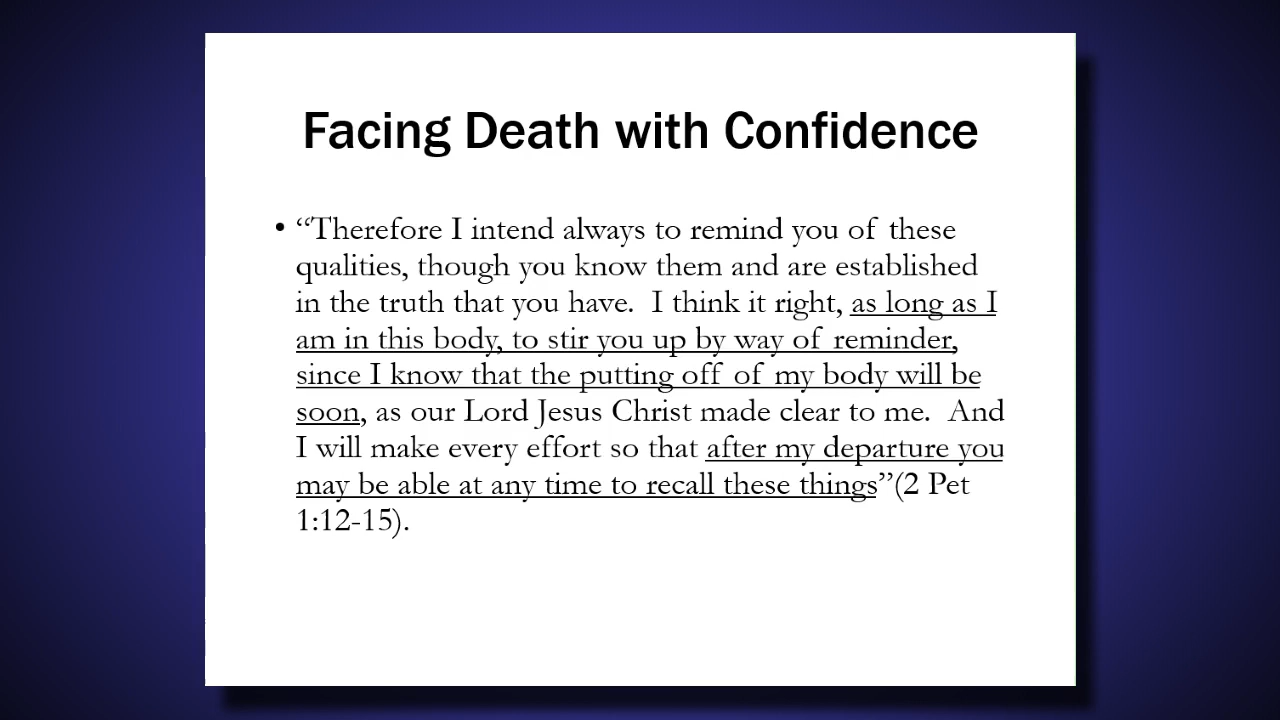 Facing Death with Confidence
• “Therefore I intend always to remind you of these
qualities, though you know them and are established
in the truth that you have.  I think it right, as long as I
am in this body, to stir you up by way of reminder,
since I know that the putting off of my body will be
soon, as our Lord Jesus Christ made clear to me.  And
I will make every effort so that after my departure you
may be able at any time to recall these things”(2 Pet
1:12-15).